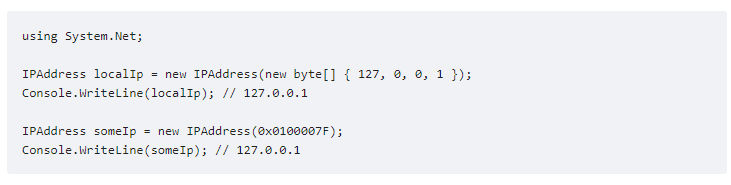 using System.Net;
IPAddress localIp = new IPAddress(new byte[] { 127, 0, 0, 1 });
Console.WriteLine(localIp); // 127.0.0.1
IPAddress someIp = new IPAddress(0x0100007F);
Console.WriteLine(someIp); // 127.0.0.1